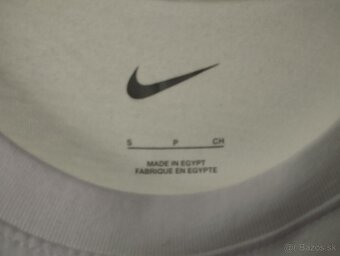 S P CH
MADE IN EGYPT
FABRIQUE EN EGYPTE
© Bazos.sk